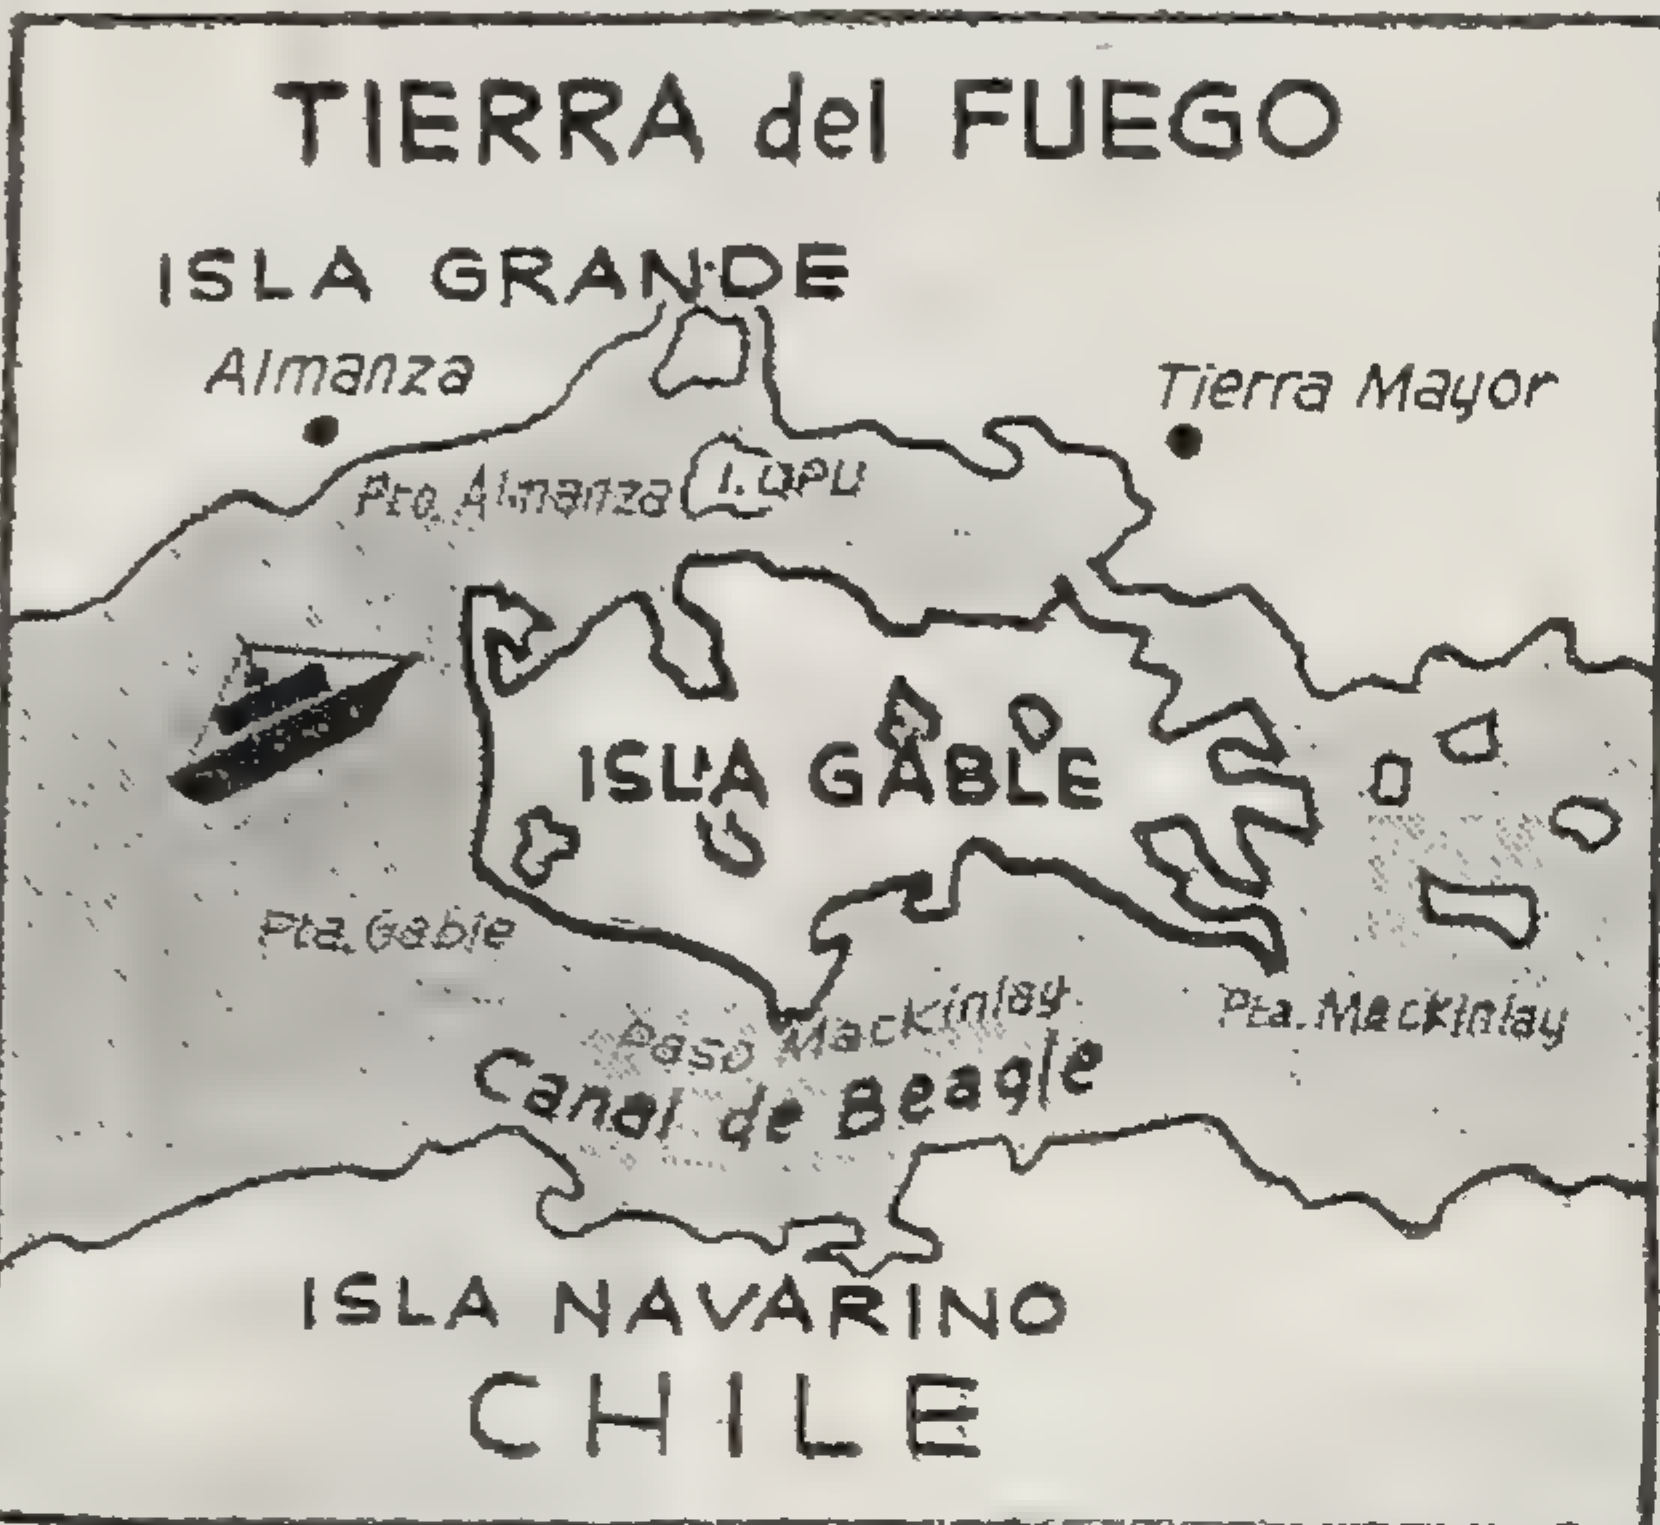 TIERRA del FUEGO
ISLA GRANDE
Almanza
Tierra Mayor
Pto. Almanza
I. UPU
ISLA GABLE
Pta. Gable
Paso Mackinlay
Pta. Mackinlay
Canal de Beagle
ISLA NAVARINO
CHILE